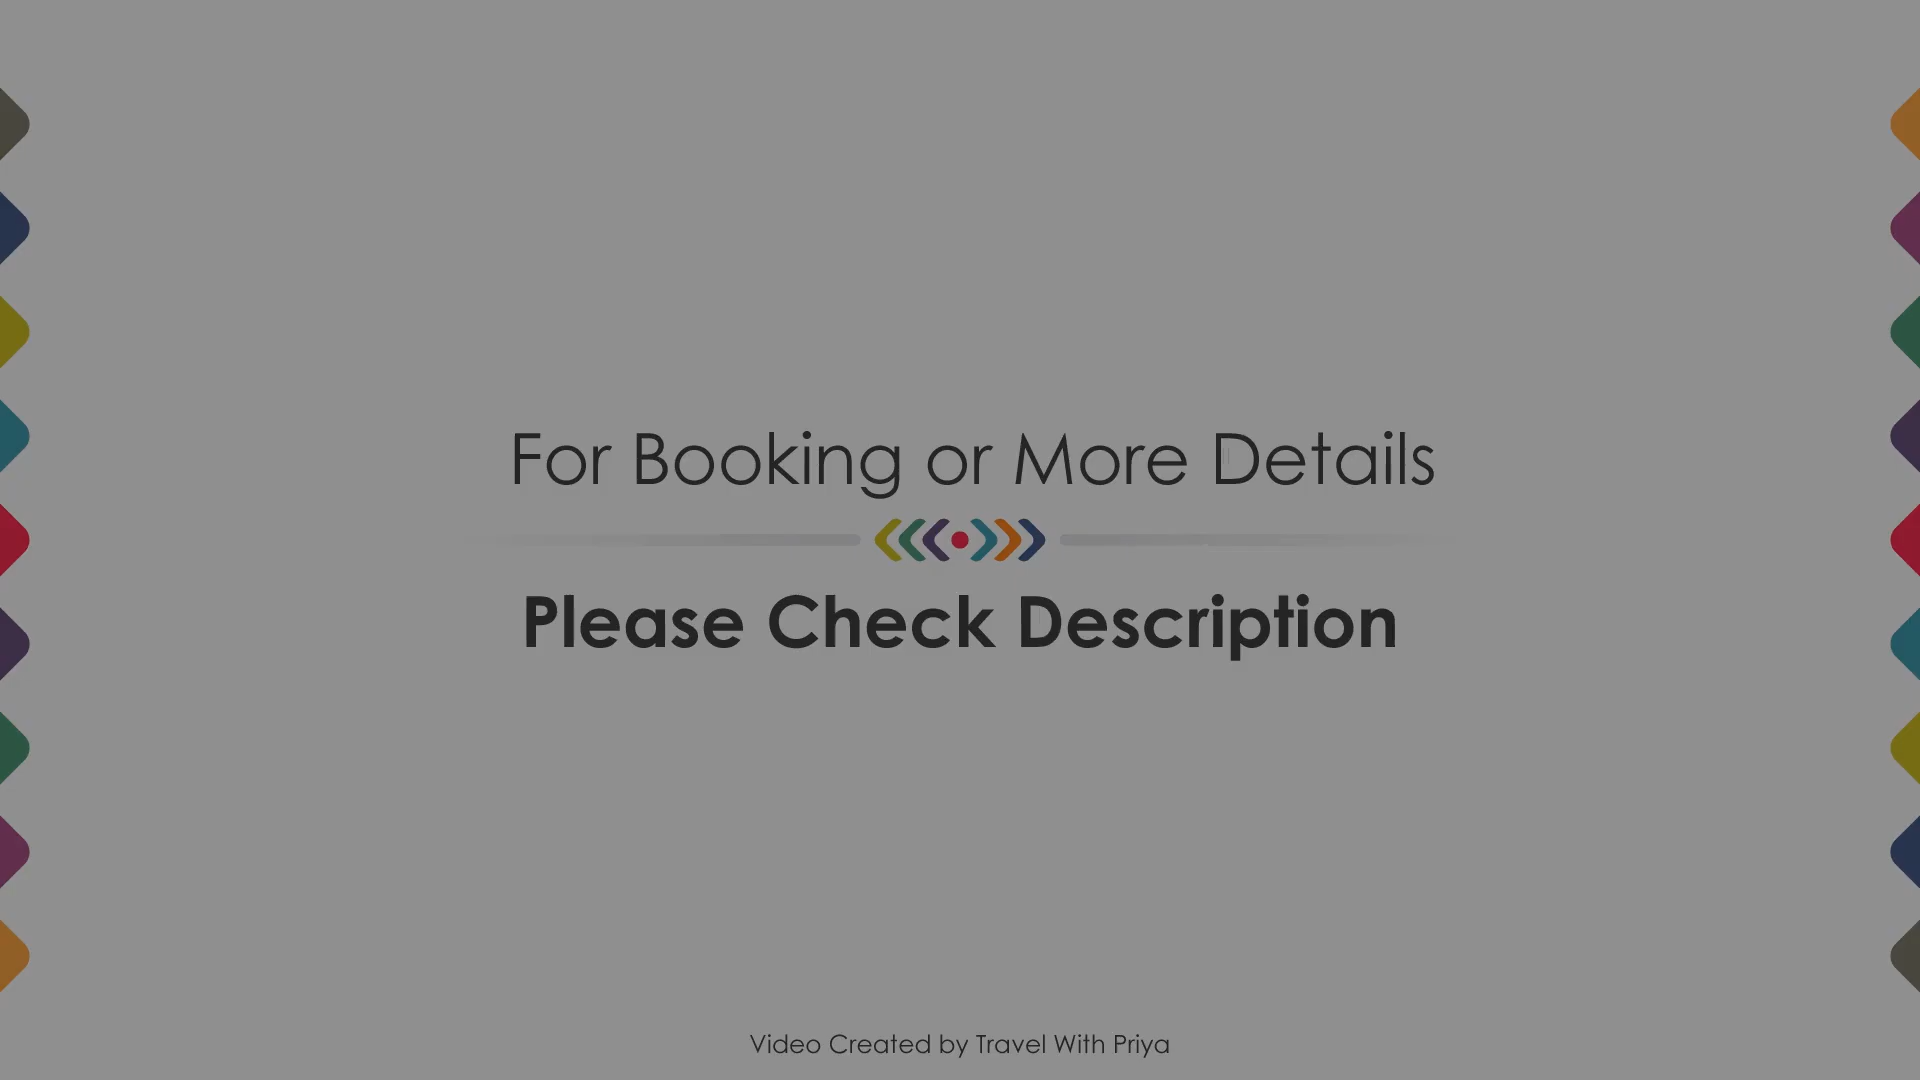 For Booking or More Details
Please Check Description
Video Created by Travel With Priya